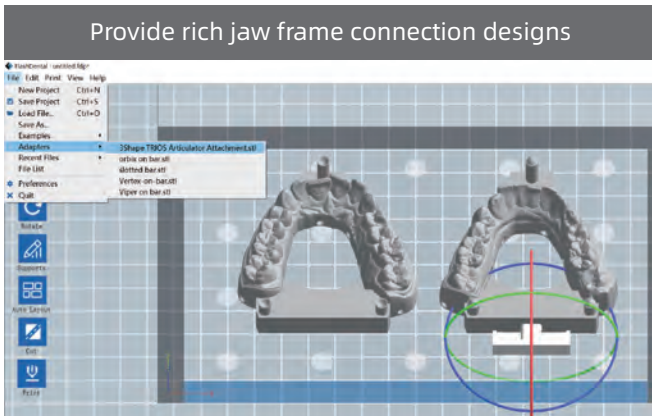 Provide rich jaw frame connection designs
FlashDental - untitled.fdp*
File Edit Print View Help
New Project Ctrl+N
Save Project Ctrl+S
Load File... Ctrl+O
Save As...
Examples
Adapters
Recent Files
File List
Preferences
Quit
3Shape TRIOS Articulator Attachment.stl
orbix on bar.stl
slotted bar.stl
Vertex-on-bar.stl
Viper on bar.stl
Rotate
Supports
Auto Layout
Cut
Print